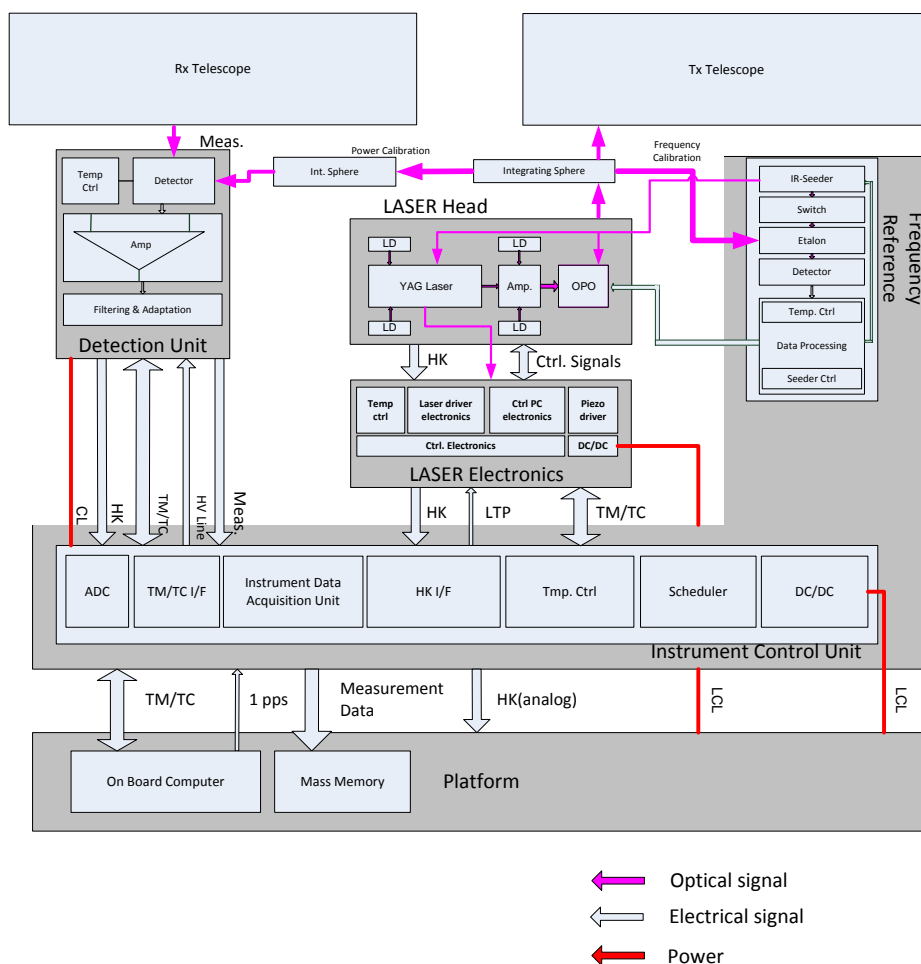 Rx Telescope
Tx Telescope
Meas.
Power Calibration
Frequency
Calibration
Temp
Ctrl
Detector
Int. Sphere
Integrating Sphere
IR-Seeder
Switch
Etalon
Detector
Temp. Ctrl
Data Processing
Seeder Ctrl
Frequency
Reference
Amp
Filtering & Adaptation
Detection Unit
LASER Head
LD
LD
YAG Laser
Amp.
OPO
LD
LD
HK
Ctrl. Signals
Temp
ctrl
Laser driver
electronics
Ctrl PC
electronics
Piezo
driver
Ctrl. Electronics
DC/DC
LASER Electronics
CL
HK
TM/TC
HV Line
Meas.
HK
LTP
TM/TC
ADC
TM/TC I/F
Instrument Data
Acquisition Unit
HK I/F
Tmp. Ctrl
Scheduler
DC/DC
Instrument Control Unit
TM/TC
1 pps
Measurement
Data
HK(analog)
LCL
LCL
On Board Computer
Mass Memory
Platform
Optical signal
Electrical signal
Power